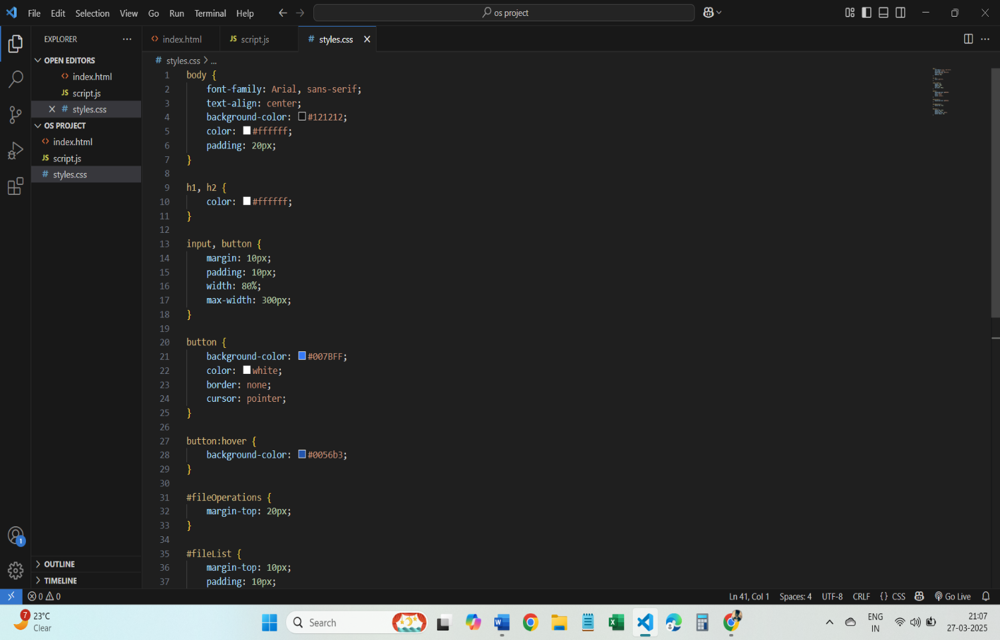 File Edit Selection View Go Run Terminal Help
os project
EXPLORER
index.html
JS script.js
# styles.css
OPEN EDITORS
index.html
JS script.js
# styles.css
OS PROJECT
index.html
JS script.js
# styles.css
OUTLINE
TIMELINE
# styles.css > ...
1 body {
2 font-family: Arial, sans-serif;
3 text-align: center;
4 background-color: #121212;
5 color: #ffffff;
6 padding: 20px;
7 }
8
9 h1, h2 {
10 color: #ffffff;
11 }
12
13 input, button {
14 margin: 10px;
15 padding: 10px;
16 width: 80%;
17 max-width: 300px;
18 }
19
20 button {
21 background-color: #007BFF;
22 color: white;
23 border: none;
24 cursor: pointer;
25 }
26
27 button:hover {
28 background-color: #0056b3;
29 }
30
31 #fileOperations {
32 margin-top: 20px;
33 }
34
35 #fileList {
36 margin-top: 10px;
37 padding: 10px;
1
0 0
Ln 41, Col 1 Spaces: 4 UTF-8 CRLF {} CSS Go Live
7
23°C
Clear
Search
ENG
IN
21:07
27-03-2025